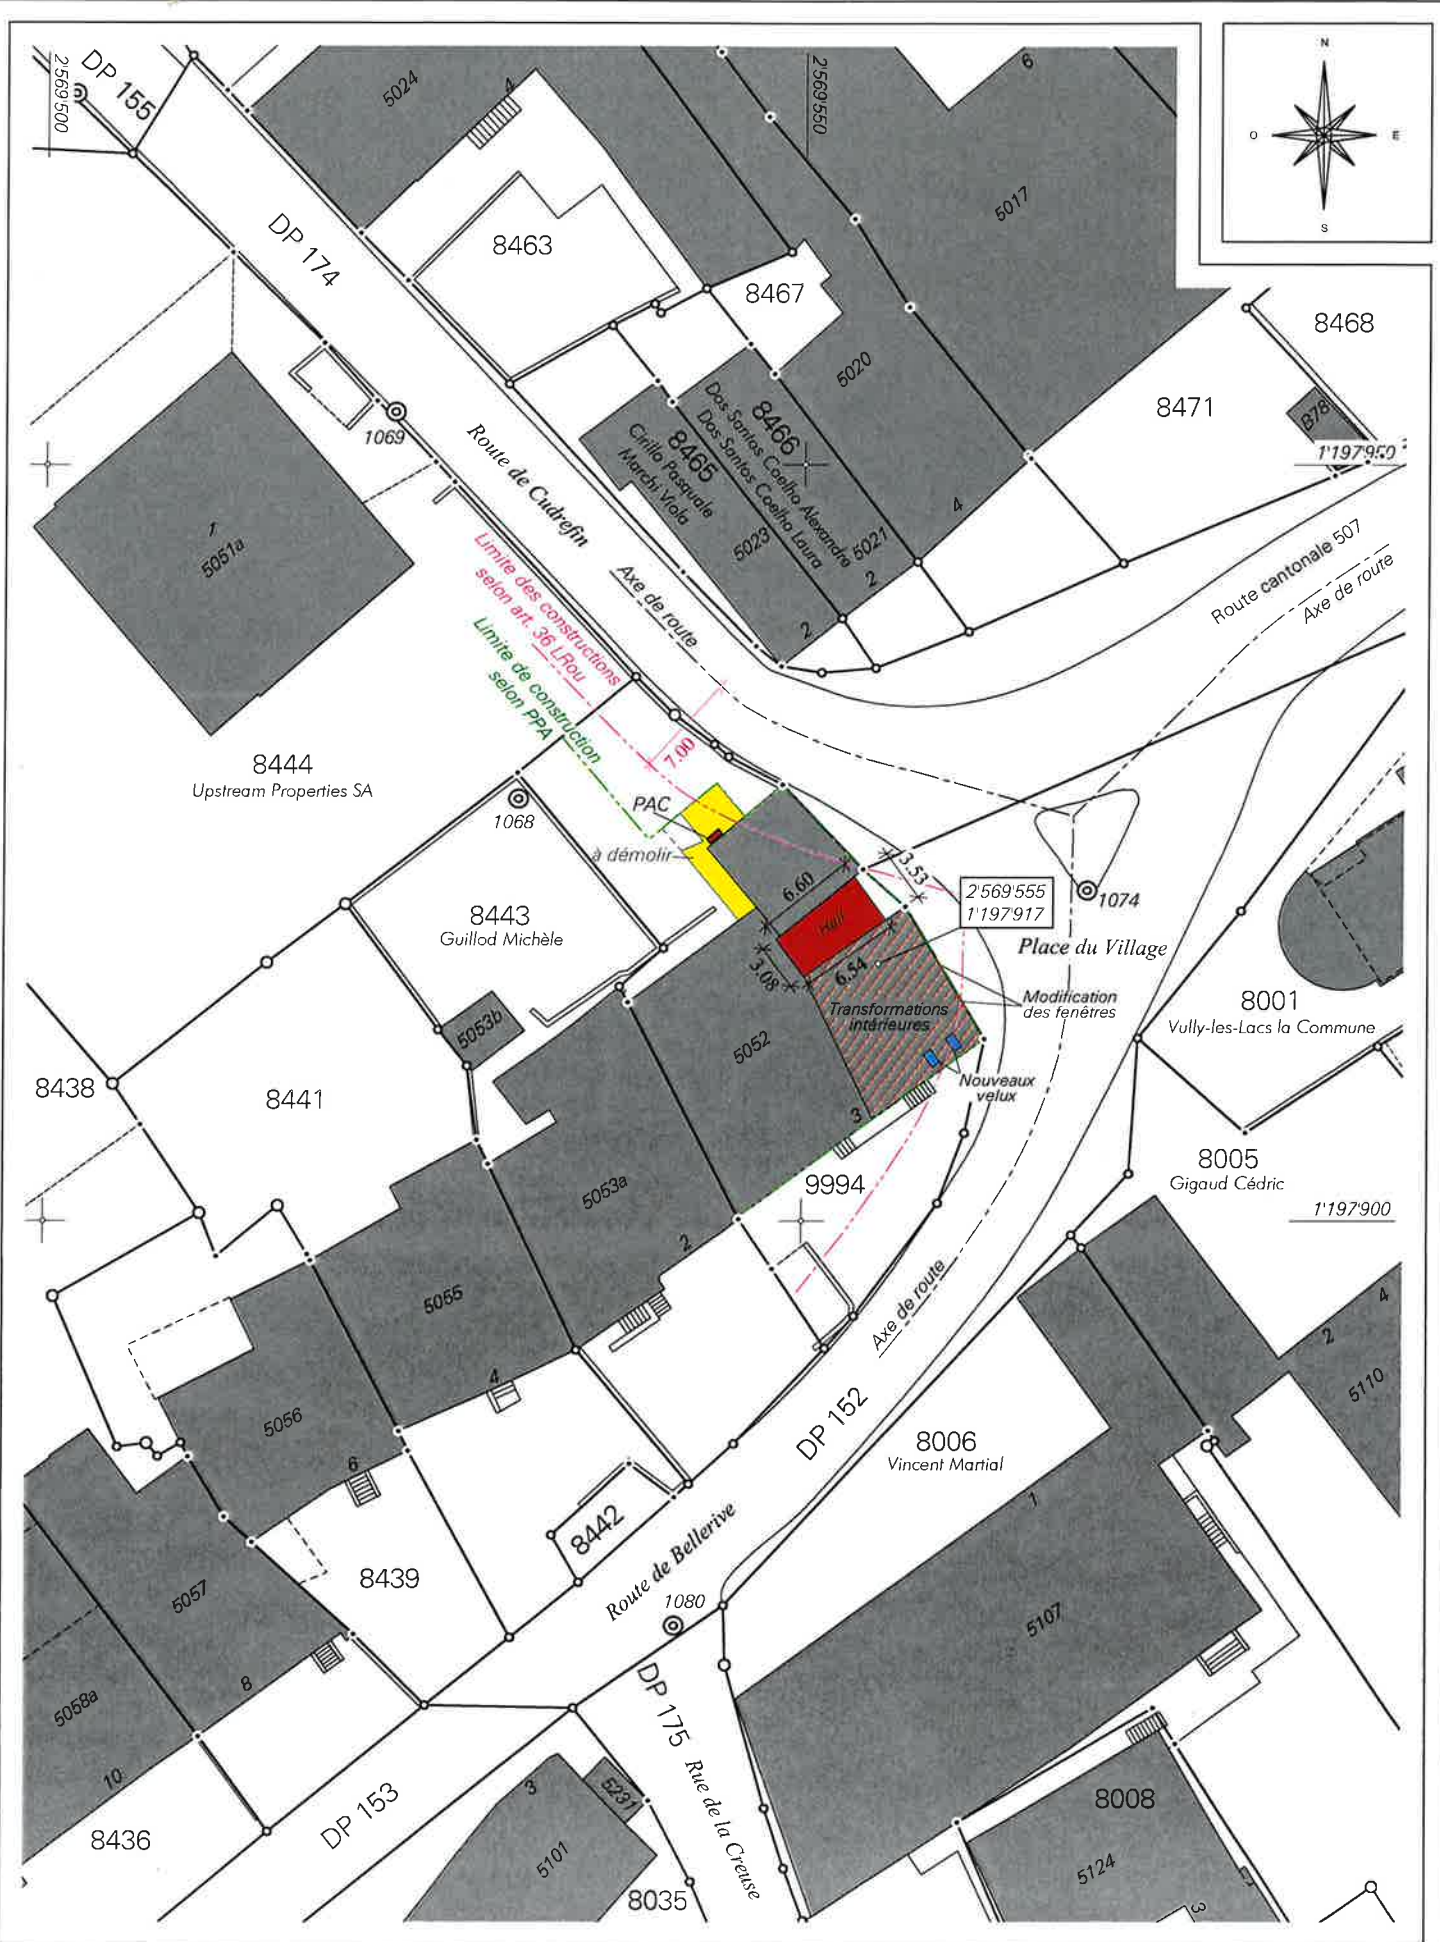 N
O
E
S
2'569'500
DP 155
5024
4
2'569'550
6
5017
DP 174
8463
8467
8468
5020
8471
B78
1'197'950
1069
Route de Cudrefin
8466
Dos Santos Coelho Alexandre
Dos Santos Coelho Laura
8465
Cirillo Pasquale
Marchi Viola
5023
5021
2
2
4
1
5051a
Route cantonale 507
Axe de route
Axe de route
Limite des constructions
selon art. 36 LRou
Limite de construction
selon PPA
7.00
8444
Upstream Properties SA
1068
PAC
à démolir
6.60
3.53
2'569'555
1'197'917
1074
8443
Guillod Michèle
Hall
3.08
6.54
Place du Village
Modification
des fenêtres
8001
Vully-les-Lacs la Commune
Transformations
intérieures
5053b
5052
Nouveaux
velux
3
8438
8441
8005
Gigaud Cédric
9994
5053a
2
1'197'900
5055
4
Axe de route
4
2
5110
5056
6
DP 152
8006
Vincent Martial
8442
1
Route de Bellerive
8439
5057
1080
5107
8
5058a
DP 175
Rue de la Creuse
10
3
5231
8008
DP 153
8436
5101
5124
8035
3